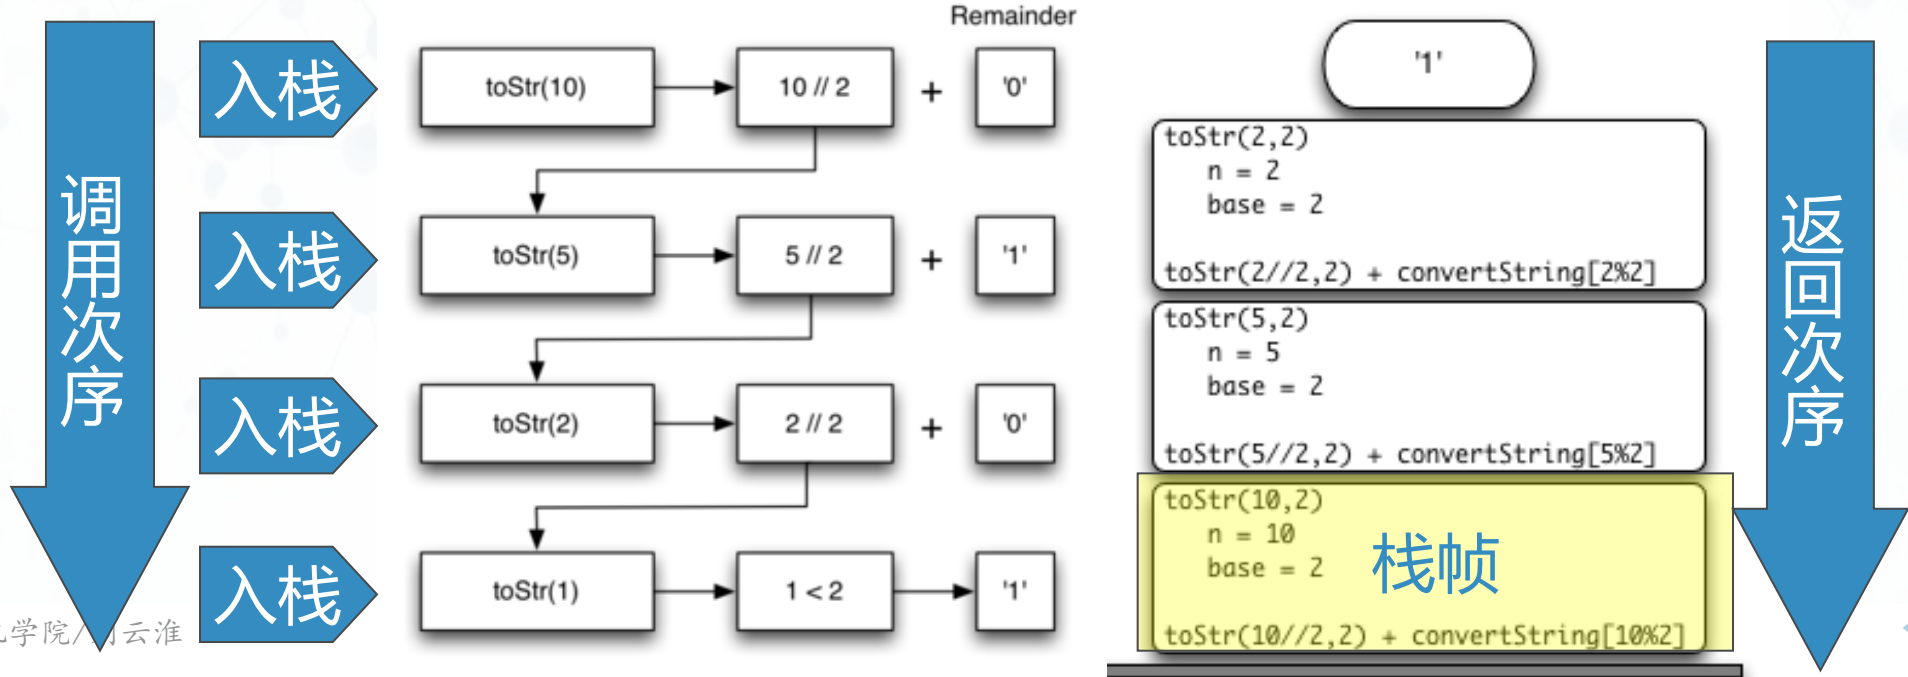 调用次序
入栈
入栈
入栈
入栈
Remainder
toStr(10)
10 // 2
+
'0'
toStr(5)
5 // 2
+
'1'
toStr(2)
2 // 2
+
'0'
toStr(1)
1 < 2
'1'
'1'
toStr(2,2)
n = 2
base = 2
toStr(2//2,2) + convertString[2%2]
toStr(5,2)
n = 5
base = 2
toStr(5//2,2) + convertString[5%2]
toStr(10,2)
n = 10
base = 2
栈帧
toStr(10//2,2) + convertString[10%2]
返回次序
学院/
云淮